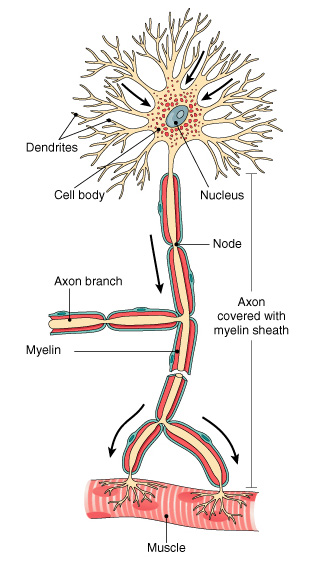 Dendrites
Cell body
Nucleus
Node
Axon branch
Axon
covered with
myelin sheath
Myelin
Muscle